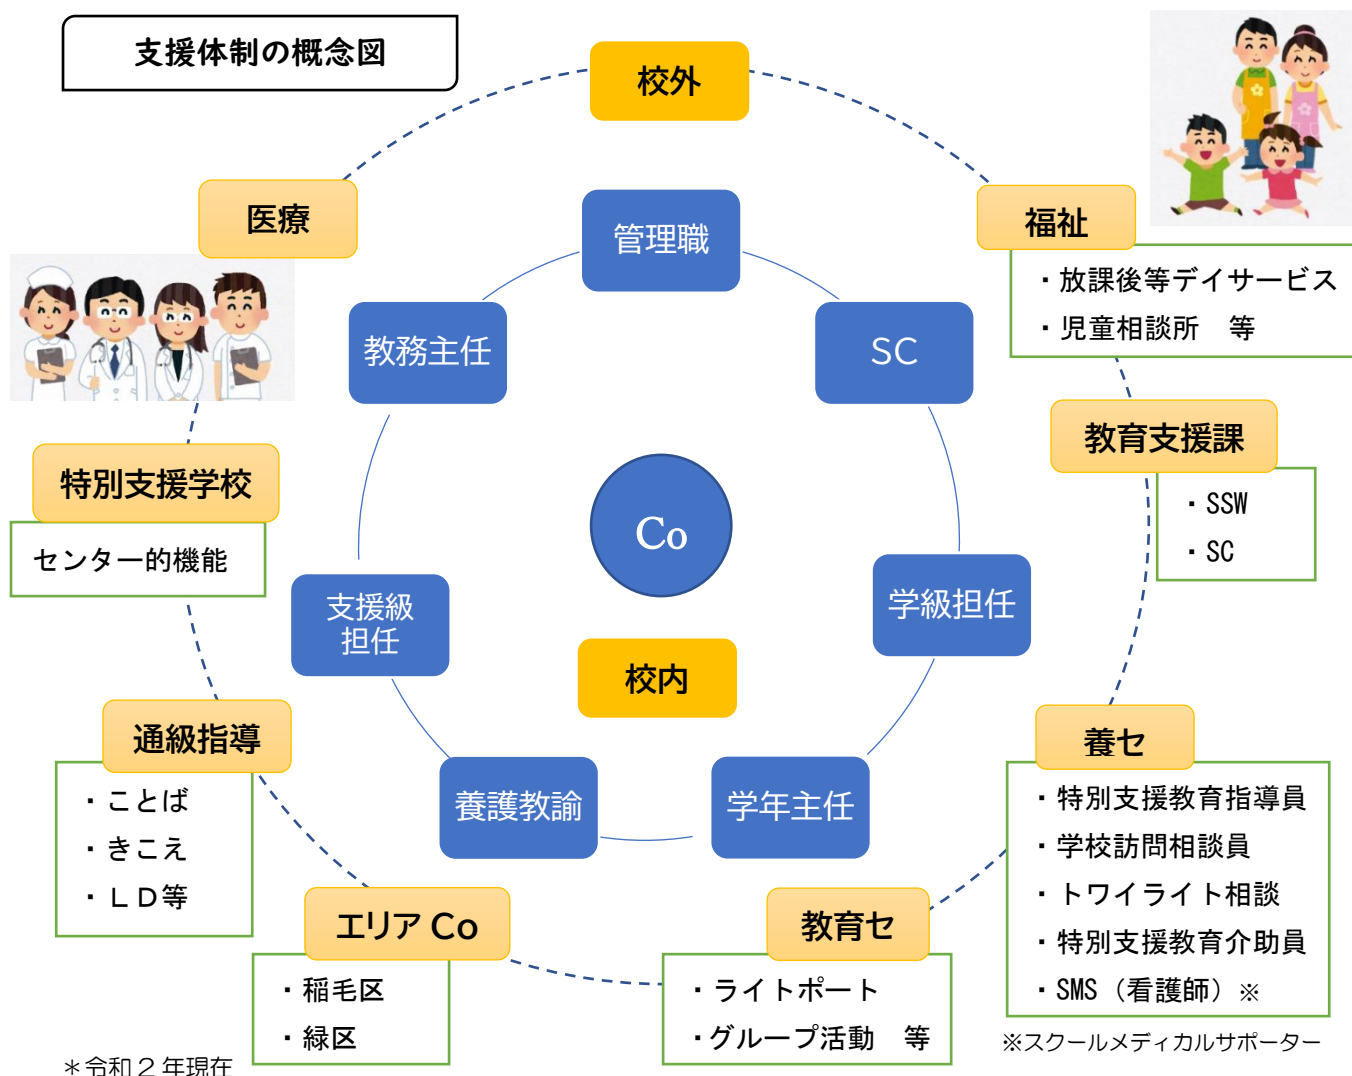 支援体制の概念図
校外
医療
福祉
・放課後等デイサービス
・児童相談所　等
管理職
教務主任
SC
教育支援課
・SSW
・SC
特別支援学校
センター的機能
Co
支援級
担任
学級担任
校内
通級指導
・ことば
・きこえ
・ＬＤ等
養護教諭
学年主任
養セ
・特別支援教育指導員
・学校訪問相談員
・トワイライト相談
・特別支援教育介助員
・SMS（看護師）※
※スクールメディカルサポーター
エリア Co
・稲毛区
・緑区
教育セ
・ライトポート
・グループ活動　等
＊令和２年現在